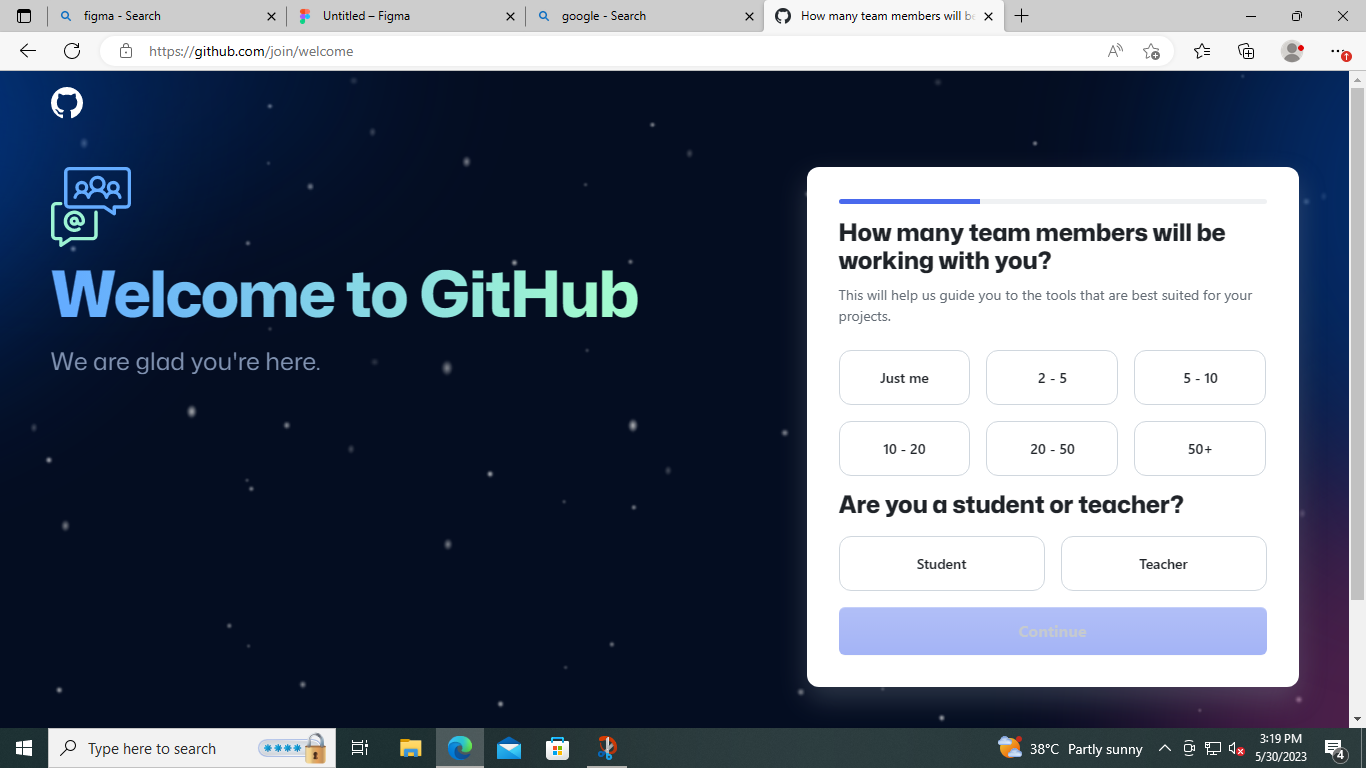 figma - Search
Untitled – Figma
google - Search
How many team members will be
https://github.com/join/welcome
Welcome to GitHub
We are glad you're here.
How many team members will be
working with you?
This will help us guide you to the tools that are best suited for your
projects.
Just me
2 - 5
5 - 10
10 - 20
20 - 50
50+
Are you a student or teacher?
Student
Teacher
Continue
Type here to search
38°C Partly sunny
3:19 PM
5/30/2023
4